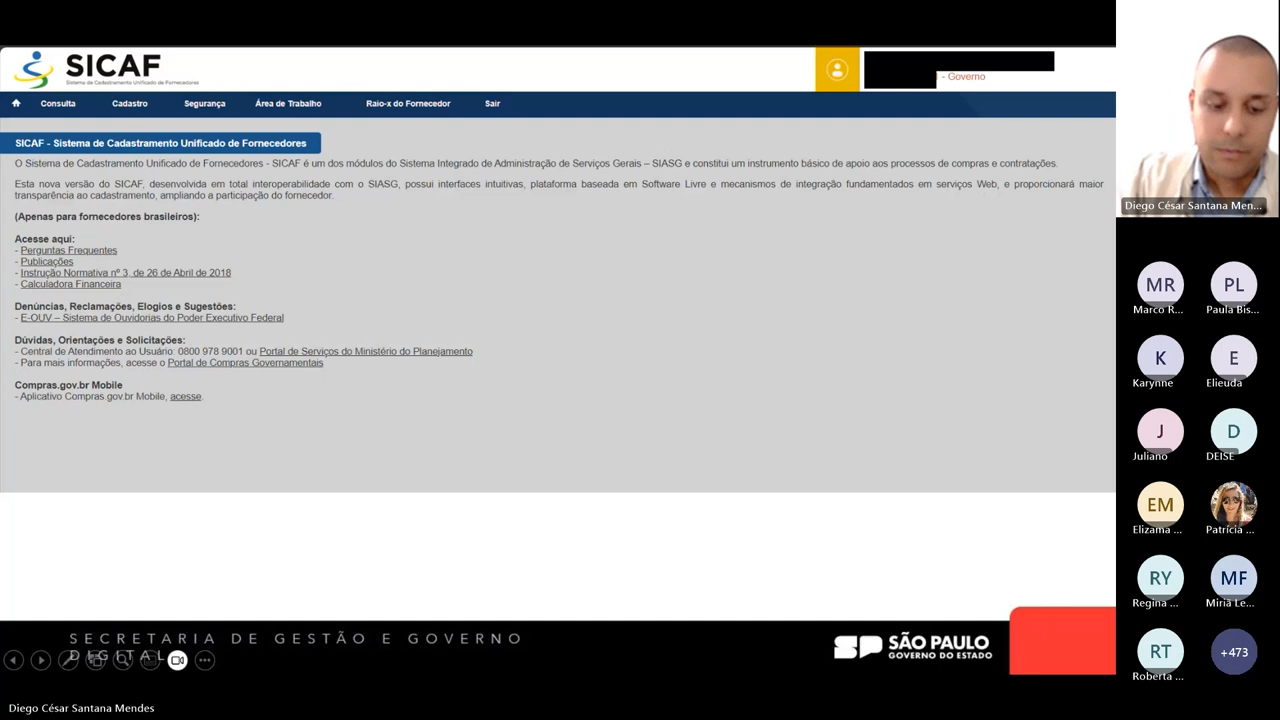 SICAF
Sistema de Cadastramento Unificado de Fornecedores
- Governo
Consulta
Cadastro
Segurança
Área de Trabalho
Raio-x do Fornecedor
Sair
SICAF - Sistema de Cadastramento Unificado de Fornecedores
O Sistema de Cadastramento Unificado de Fornecedores - SICAF é um dos módulos do Sistema Integrado de Administração de Serviços Gerais – SIASG e constitui um instrumento básico de apoio aos processos de compras e contratações.
Esta nova versão do SICAF, desenvolvida em total interoperabilidade com o SIASG, possui interfaces intuitivas, plataforma baseada em Software Livre e mecanismos de integração fundamentados em serviços Web, e proporcionará maior
transparência ao cadastramento, ampliando a participação do fornecedor.
(Apenas para fornecedores brasileiros):
Acesse aqui:
- Perguntas Frequentes
- Publicações
- Instrução Normativa nº 3, de 26 de Abril de 2018
- Calculadora Financeira
Denúncias, Reclamações, Elogios e Sugestões:
- E-OUV – Sistema de Ouvidorias do Poder Executivo Federal
Dúvidas, Orientações e Solicitações:
- Central de Atendimento ao Usuário: 0800 978 9001 ou Portal de Serviços do Ministério do Planejamento
- Para mais informações, acesse o Portal de Compras Governamentais
Compras.gov.br Mobile
- Aplicativo Compras.gov.br Mobile, acesse.
SECRETARIA DE GESTÃO E GOVERNO
DIGITAL
SP
SÃO PAULO
GOVERNO DO ESTADO
Diego César Santana Mendes
Diego César Santana Men...
MR
Marco R...
PL
Paula Bis...
K
Karynne
E
Elieuda
J
Juliano
D
DEISE
EM
Elizama ...
Patrícia ...
RY
Regina ...
MF
Miriã Le...
RT
Roberta ...
+473